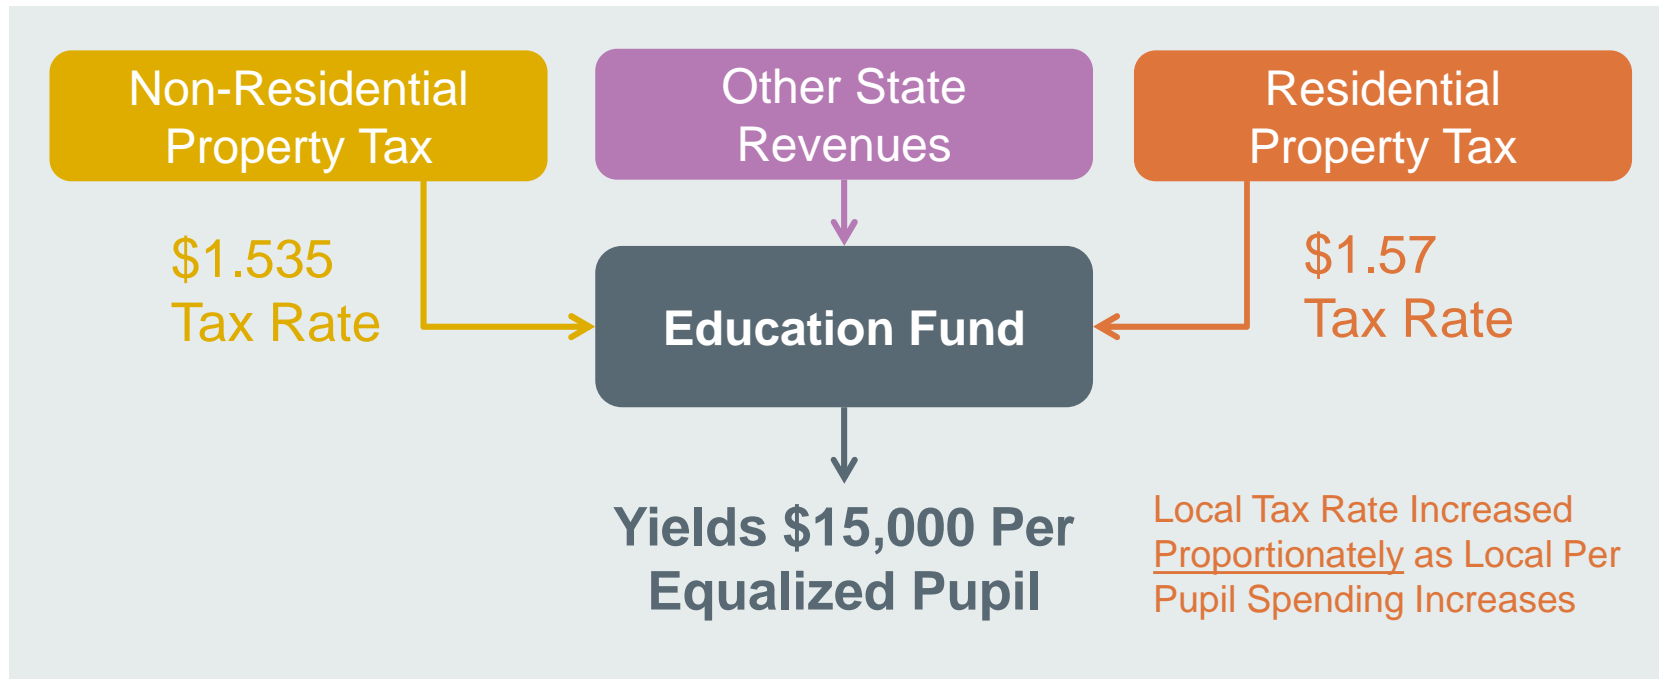 Non-Residential
Property Tax
Other State
Revenues
Residential
Property Tax
$1.535
Tax Rate
$1.57
Tax Rate
Education Fund
Yields $15,000 Per
Equalized Pupil
Local Tax Rate Increased
Proportionately as Local Per
Pupil Spending Increases